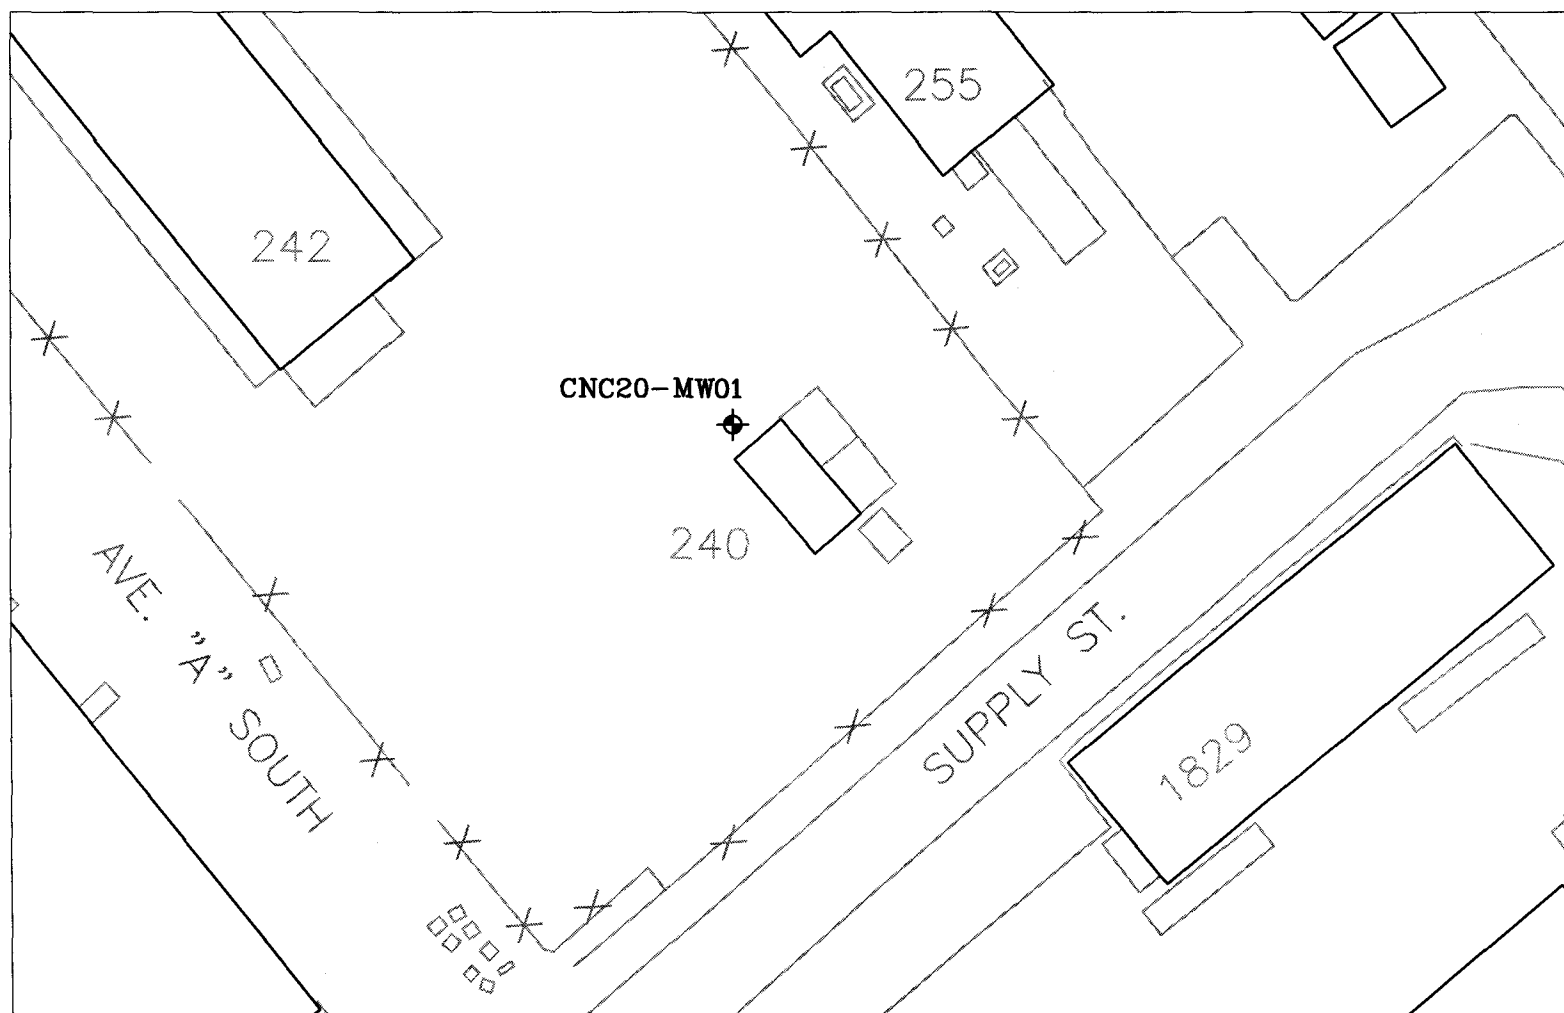 255
242
CNC20-MW01
240
AVE. "A" SOUTH
SUPPLY ST.
1829